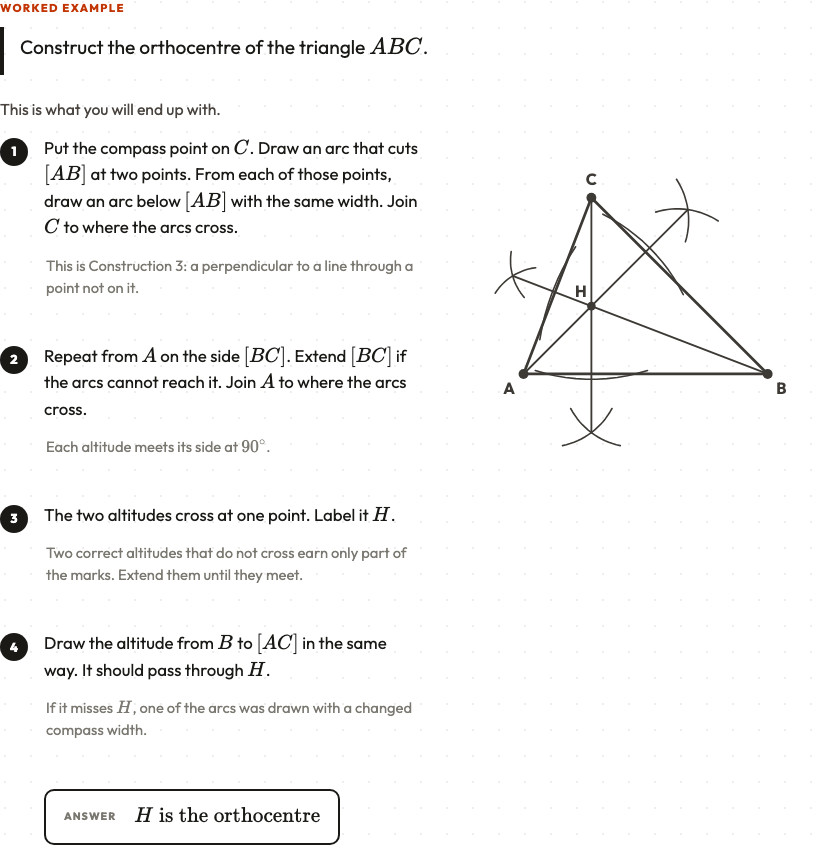 WORKED EXAMPLE
Construct the orthocentre of the triangle ABC.
This is what you will end up with.
1 Put the compass point on C. Draw an arc that cuts
[AB] at two points. From each of those points,
draw an arc below [AB] with the same width. Join
C to where the arcs cross.
This is Construction 3: a perpendicular to a line through a
point not on it.
2 Repeat from A on the side [BC]. Extend [BC] if
the arcs cannot reach it. Join A to where the arcs
cross.
Each altitude meets its side at 90°.
3 The two altitudes cross at one point. Label it H.
Two correct altitudes that do not cross earn only part of
the marks. Extend them until they meet.
4 Draw the altitude from B to [AC] in the same
way. It should pass through H.
If it misses H, one of the arcs was drawn with a changed
compass width.
ANSWER H is the orthocentre
C
H
A
B